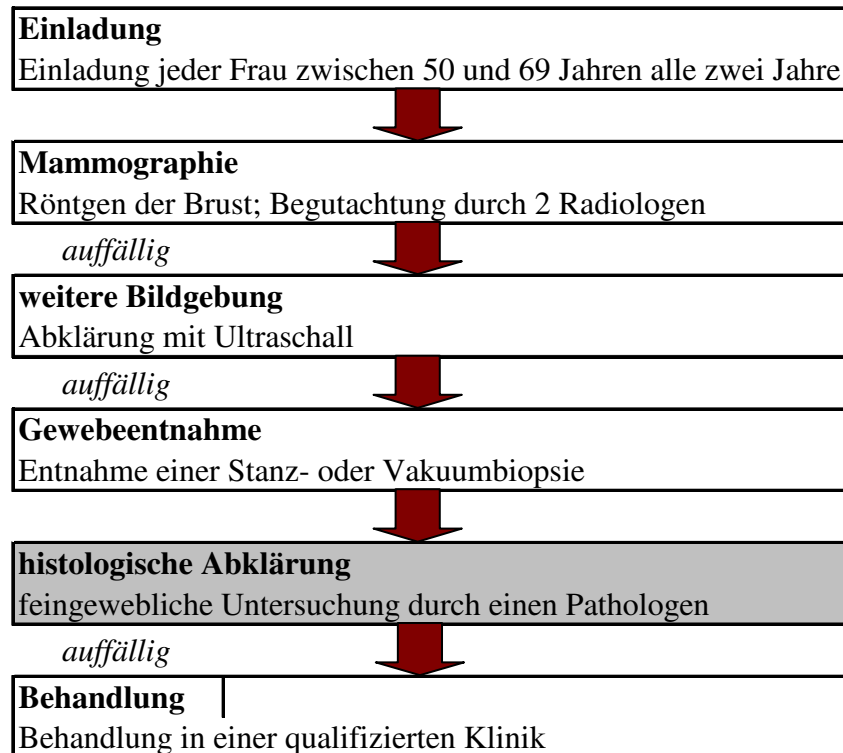 Einladung
Einladung jeder Frau zwischen 50 und 69 Jahren alle zwei Jahre
Mammographie
Röntgen der Brust; Begutachtung durch 2 Radiologen
auffällig
weitere Bildgebung
Abklärung mit Ultraschall
auffällig
Gewebeentnahme
Entnahme einer Stanz- oder Vakuumbiopsie
histologische Abklärung
feingewebliche Untersuchung durch einen Pathologen
auffällig
Behandlung
Behandlung in einer qualifizierten Klinik